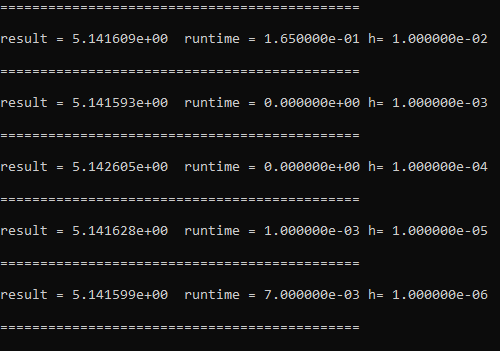 =============================================
result = 5.141609e+00  runtime = 1.650000e-01 h= 1.000000e-02
=============================================
result = 5.141593e+00  runtime = 0.000000e+00 h= 1.000000e-03
=============================================
result = 5.142605e+00  runtime = 0.000000e+00 h= 1.000000e-04
=============================================
result = 5.141628e+00  runtime = 1.000000e-03 h= 1.000000e-05
=============================================
result = 5.141599e+00  runtime = 7.000000e-03 h= 1.000000e-06
=============================================